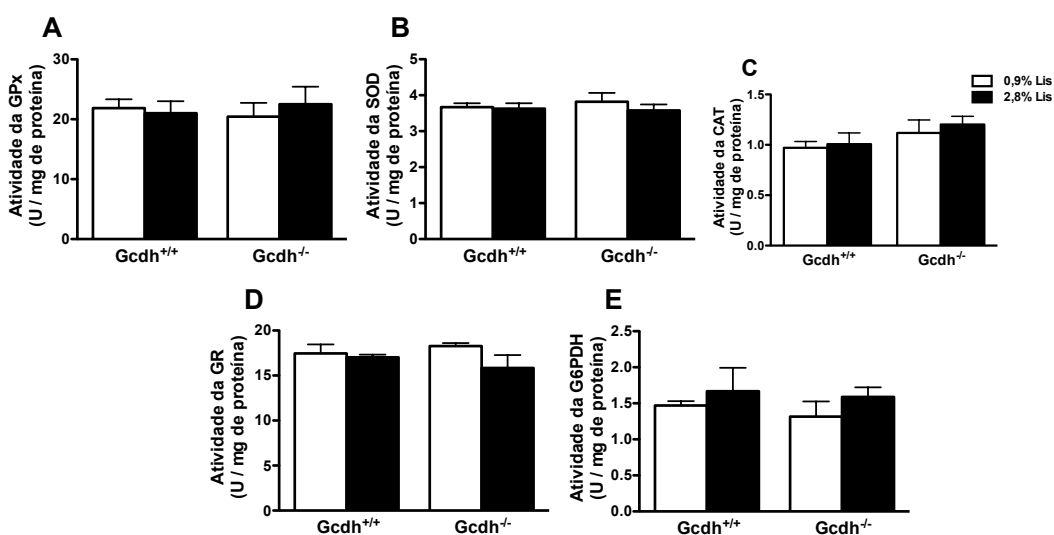 A
Atividade da GPx
(U / mg de proteína)
30
20
10
0
Gcdh+/+ Gcdh-/-
B
Atividade da SOD
(U / mg de proteína)
5
4
3
2
1
0
Gcdh+/+ Gcdh-/-
C
0,9% Lis
2,8% Lis
Atividade da CAT
(U / mg de proteína)
1.5
1.0
0.5
0.0
Gcdh+/+ Gcdh-/-
D
Atividade da GR
(U / mg de proteína)
20
15
10
5
0
Gcdh+/+ Gcdh-/-
E
Atividade da G6PDH
(U / mg de proteína)
2.5
2.0
1.5
1.0
0.5
0.0
Gcdh+/+ Gcdh-/-